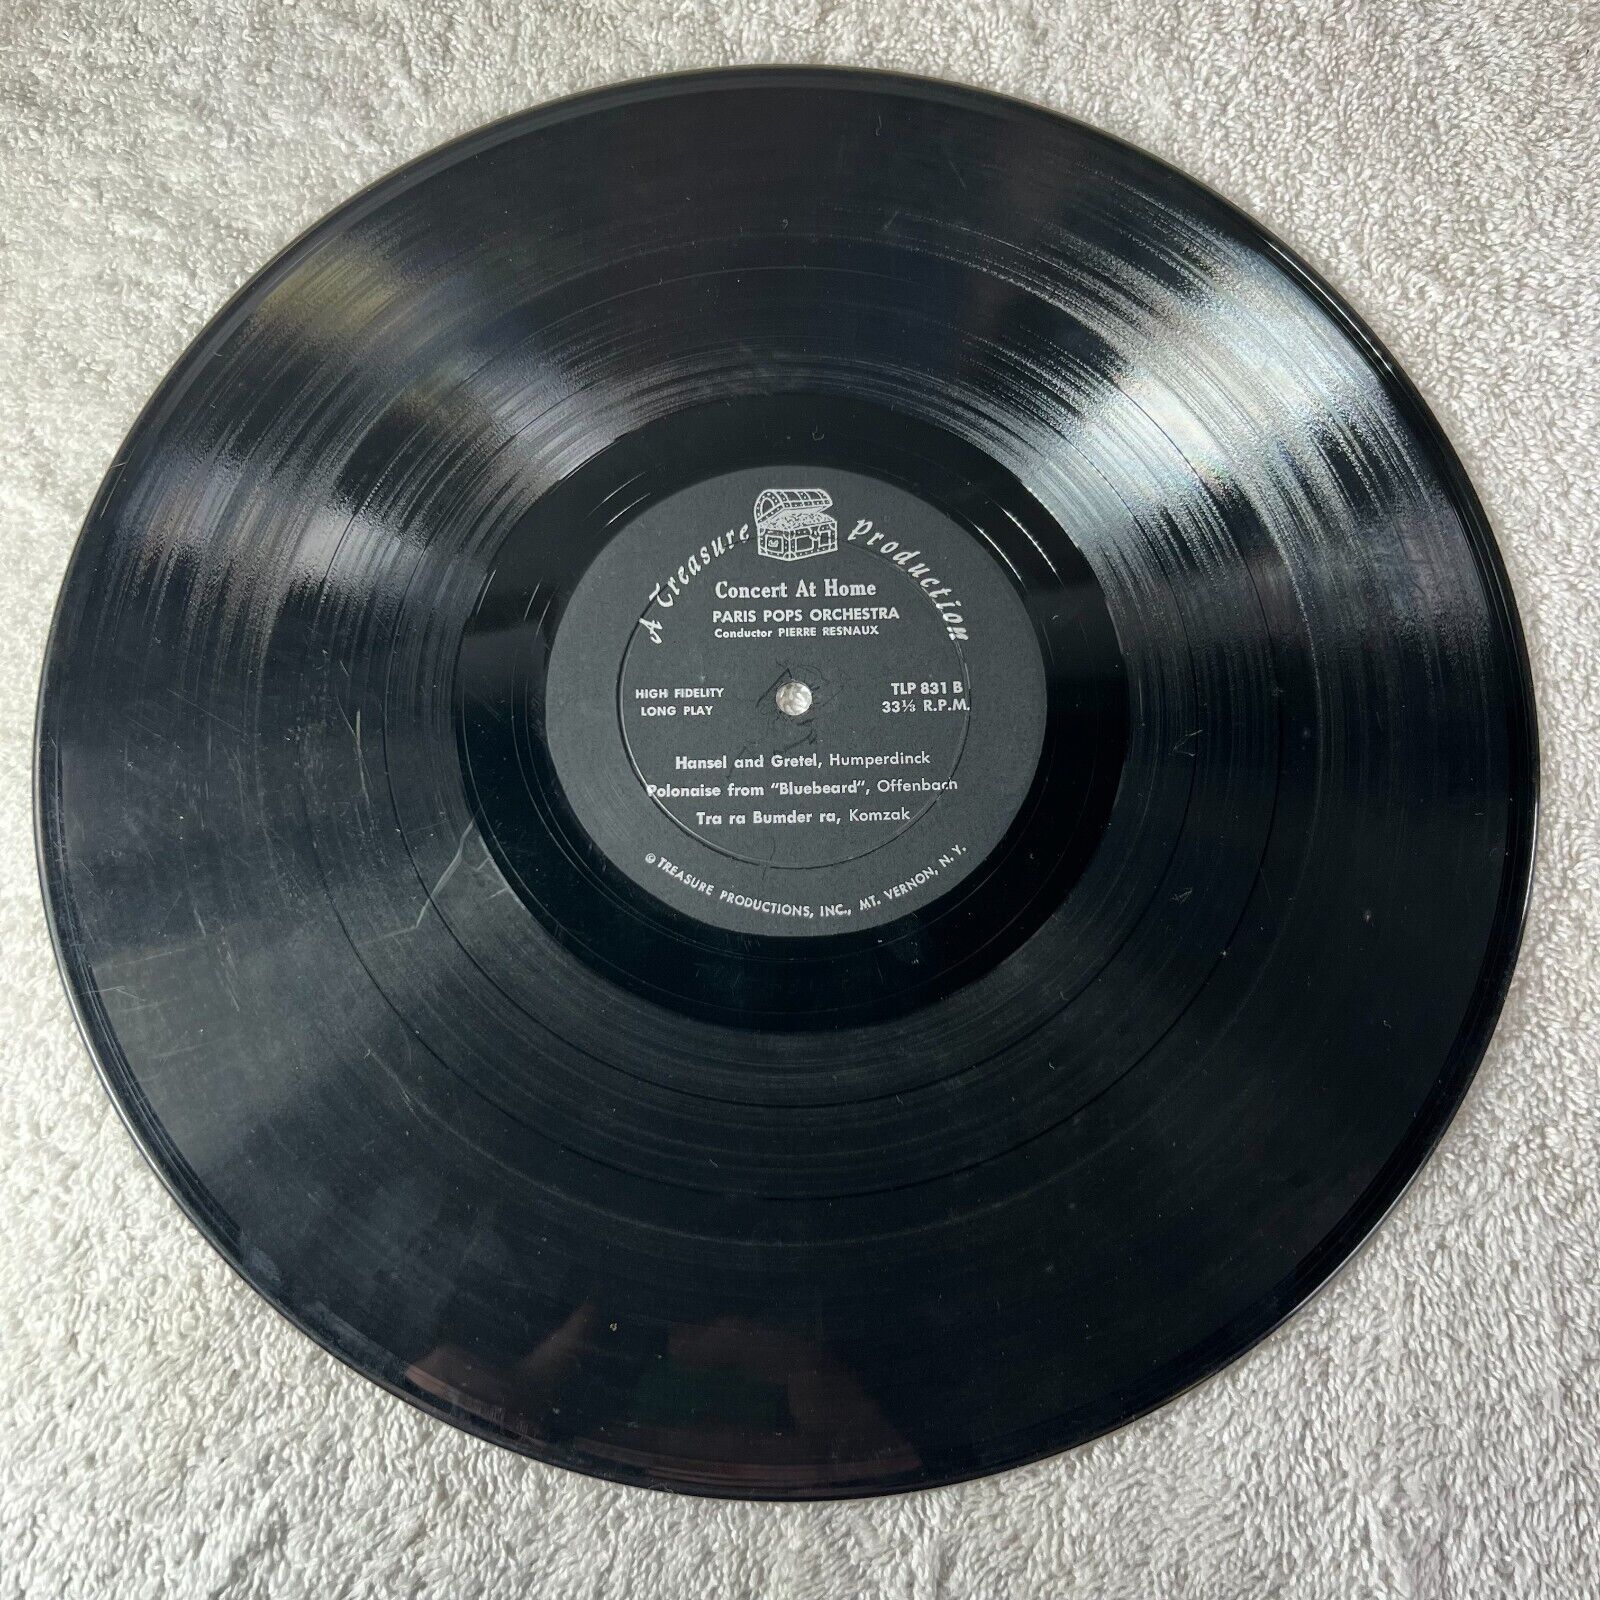 A Treasure Production
Concert At Home
PARIS POPS ORCHESTRA
Conductor PIERRE RESNAUX
HIGH FIDELITY
LONG PLAY
TLP 831 B
33⅓ R.P.M.
Hansel and Gretel, Humperdinck
Polonaise from "Bluebeard", Offenbach
Tra ra Bumder ra, Komzak
© TREASURE PRODUCTIONS, INC., MT. VERNON, N. Y.